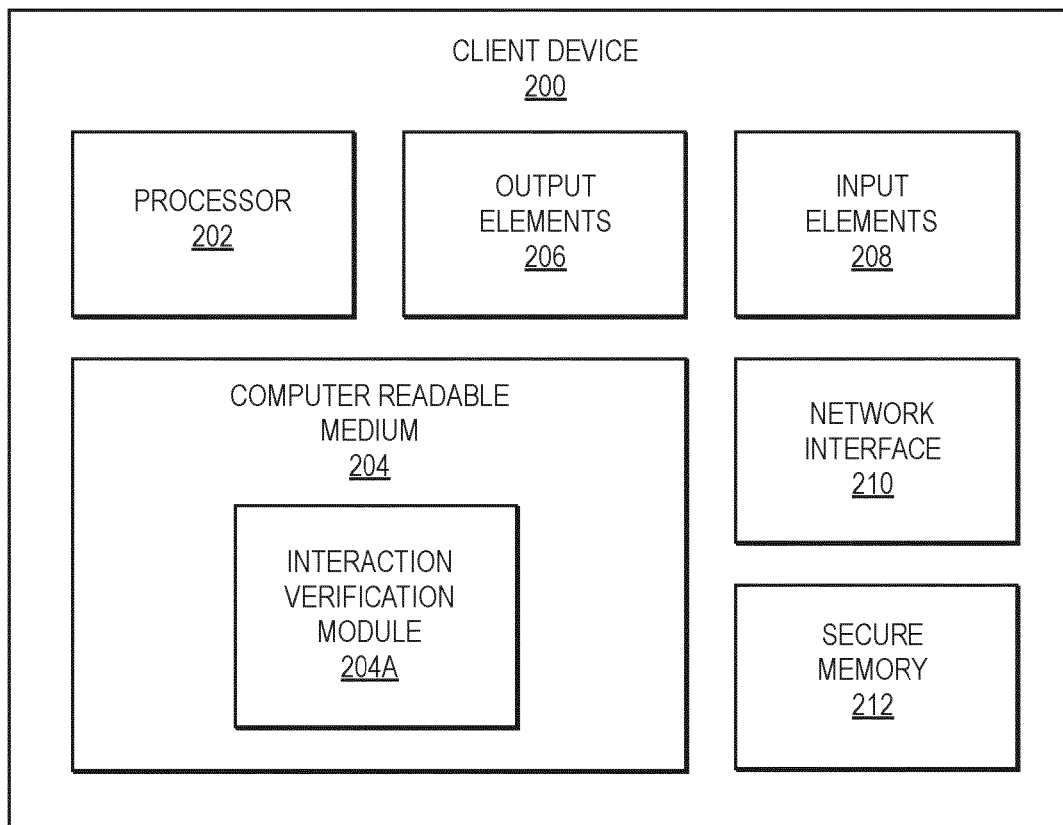 CLIENT DEVICE
200
PROCESSOR
202
OUTPUT
ELEMENTS
206
INPUT
ELEMENTS
208
COMPUTER READABLE
MEDIUM
204
INTERACTION
VERIFICATION
MODULE
204A
NETWORK
INTERFACE
210
SECURE
MEMORY
212